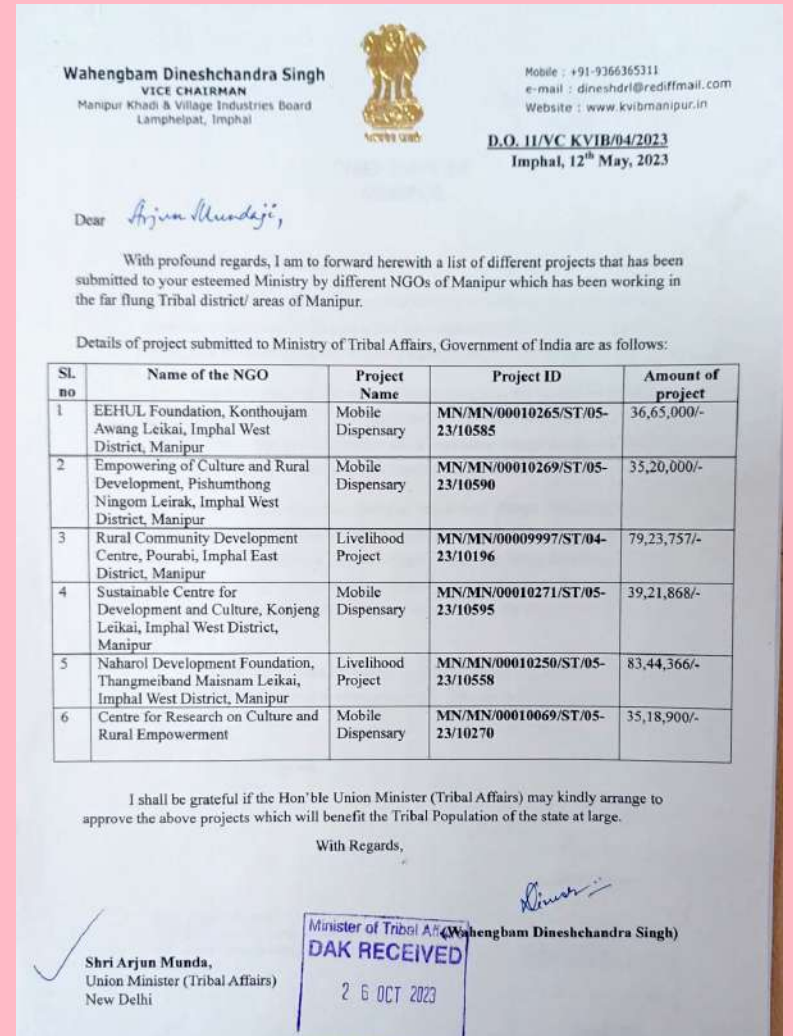 Wahengbam Dineshchandra Singh
VICE CHAIRMAN
Manipur Khadi & Village Industries Board
Lamphelpat, Imphal
सत्यमेव जयते
Mobile : +91-9366365311
e-mail : dineshdrl@rediffmail.com
Website : www.kvibmanipur.in
D.O. 11/VC KVIB/04/2023
Imphal, 12th May, 2023
Dear Arjun Mundaji,
With profound regards, I am to forward herewith a list of different projects that has been
submitted to your esteemed Ministry by different NGOs of Manipur which has been working in
the far flung Tribal district/ areas of Manipur.
Details of project submitted to Ministry of Tribal Affairs, Government of India are as follows:
Sl. no Name of the NGO Project Name Project ID Amount of project
1 EEHUL Foundation, Konthoujam Mobile MN/MN/00010265/ST/05- 36,65,000/-
Awang Leikai, Imphal West Dispensary 23/10585
District, Manipur
2 Empowering of Culture and Rural Mobile MN/MN/00010269/ST/05- 35,20,000/-
Development, Pishumthong Dispensary 23/10590
Ningom Leirak, Imphal West
District, Manipur
3 Rural Community Development Livelihood MN/MN/00009997/ST/04- 79,23,757/-
Centre, Pourabi, Imphal East Project 23/10196
District, Manipur
4 Sustainable Centre for Mobile MN/MN/00010271/ST/05- 39,21,868/-
Development and Culture, Konjeng Dispensary 23/10595
Leikai, Imphal West District,
Manipur
5 Naharol Development Foundation, Livelihood MN/MN/00010250/ST/05- 83,44,366/-
Thangmeiband Maisnam Leikai, Project 23/10558
Imphal West District, Manipur
6 Centre for Research on Culture and Mobile MN/MN/00010069/ST/05- 35,18,900/-
Rural Empowerment Dispensary 23/10270
I shall be grateful if the Hon'ble Union Minister (Tribal Affairs) may kindly arrange to
approve the above projects which will benefit the Tribal Population of the state at large.
With Regards,
(Wahengbam Dineshchandra Singh)
Minister of Tribal Aff
DAK RECEIVED
26 OCT 2023
Shri Arjun Munda,
Union Minister (Tribal Affairs)
New Delhi